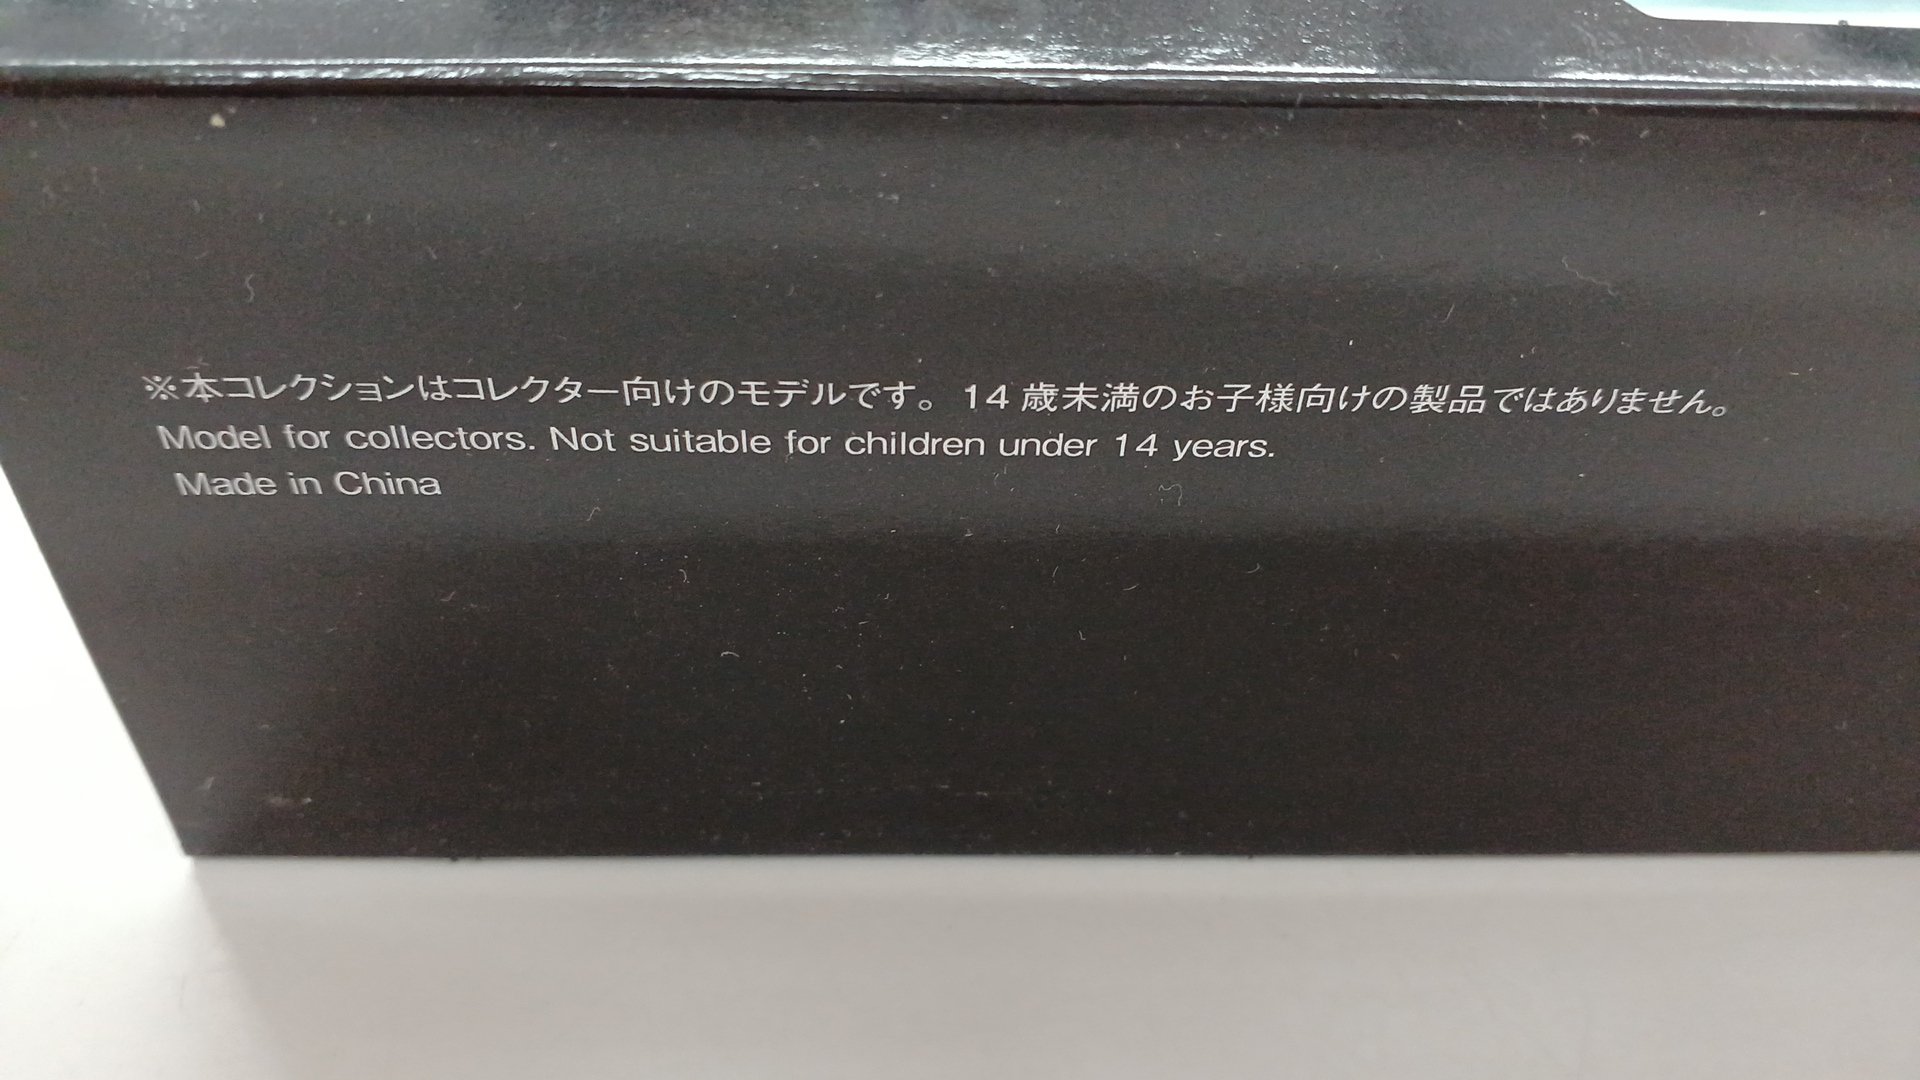 ※本コレクションはコレクター向けのモデルです。14歳未満のお子様向けの製品ではありません。
Model for collectors. Not suitable for children under 14 years.
Made in China